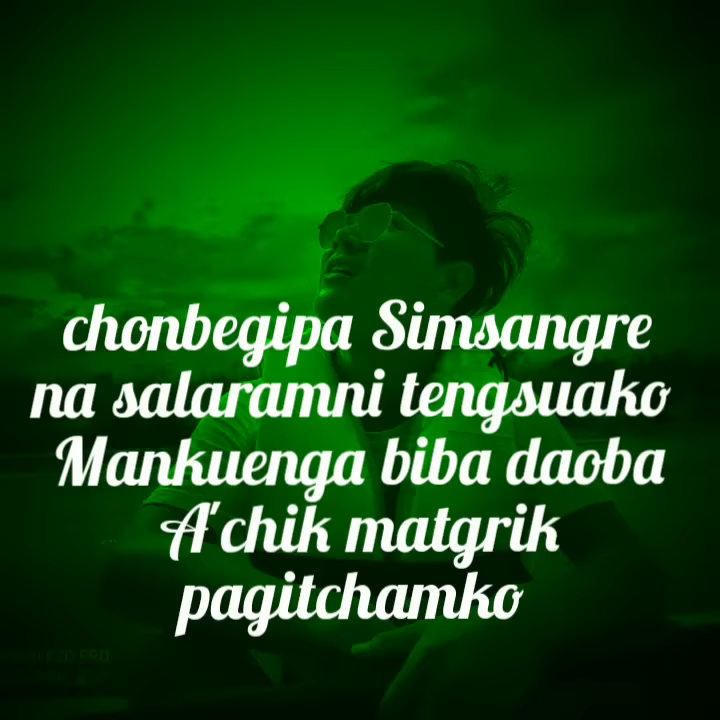 chonbegipa Simsangre
na salaramni tengsuako
Mankuenga biba daoba
A'chik matgrik
pagitchamko